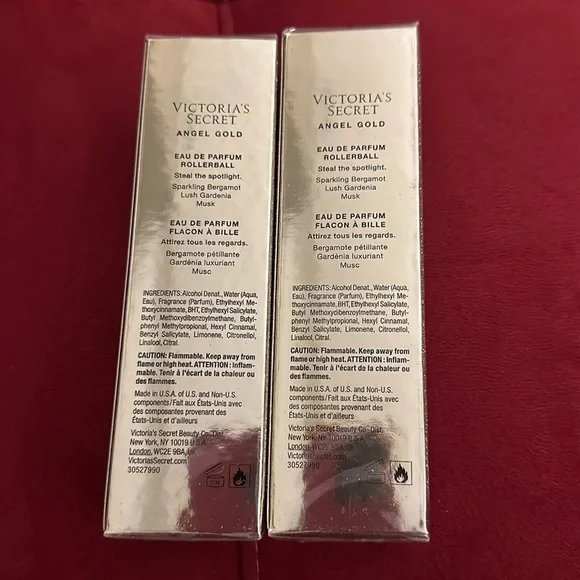 VICTORIA'S
SECRET
ANGEL GOLD
EAU DE PARFUM
ROLLERBALL
Steal the spotlight.
Sparkling Bergamot
Lush Gardenia
Musk
EAU DE PARFUM
FLACON À BILLE
Attirez tous les regards.
Bergamote pétillante
Gardénia luxuriant
Musc
INGREDIENTS: Alcohol Denat., Water (Aqua,
Eau), Fragrance (Parfum), Ethylhexyl Me-
thoxycinnamate, BHT, Ethylhexyl Salicylate,
Butyl Methoxydibenzoylmethane, Butyl-
phenyl Methylpropional, Hexyl Cinnamal,
Benzyl Salicylate, Limonene, Citronellol,
Linalool, Citral.
CAUTION: Flammable. Keep away from
flame or high heat. ATTENTION : Inflam-
mable. Tenir à l'écart de la chaleur ou
des flammes.
Made in U.S.A. of U.S. and Non-U.S.
components/Fait aux États-Unis avec
des composantes provenant des
États-Unis et d'ailleurs
Victoria's Secret Beauty Co. Dist.
New York, NY 10019 U.S.A.
London, WC2E 9BA,
VictoriasSecret.com
30527990
VICTORIA'S
SECRET
ANGEL GOLD
EAU DE PARFUM
ROLLERBALL
Steal the spotlight.
Sparkling Bergamot
Lush Gardenia
Musk
EAU DE PARFUM
FLACON À BILLE
Attirez tous les regards.
Bergamote pétillante
Gardénia luxuriant
Musc
INGREDIENTS: Alcohol Denat., Water (Aqua,
Eau), Fragrance (Parfum), Ethylhexyl Me-
thoxycinnamate, BHT, Ethylhexyl Salicylate,
Butyl Methoxydibenzoylmethane, Butyl-
phenyl Methylpropional, Hexyl Cinnamal,
Benzyl Salicylate, Limonene, Citronellol,
Linalool, Citral.
CAUTION: Flammable. Keep away from
flame or high heat. ATTENTION : Inflam-
mable. Tenir à l'écart de la chaleur ou
des flammes.
Made in U.S.A. of U.S. and Non-U.S.
components/Fait aux États-Unis avec
des composantes provenant des
États-Unis et d'ailleurs
Victoria's Secret Beauty Co. Dist.
New York, NY 10019 U.S.A.
London, WC2E 9BA,
VictoriasSecret.com
30527990